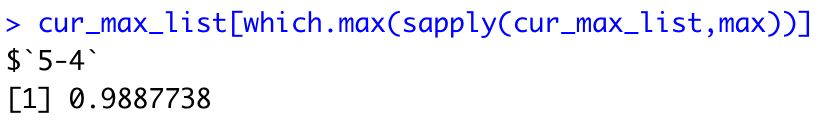 > cur_max_list[which.max(sapply(cur_max_list,max))]
$`5-4`
[1] 0.9887738